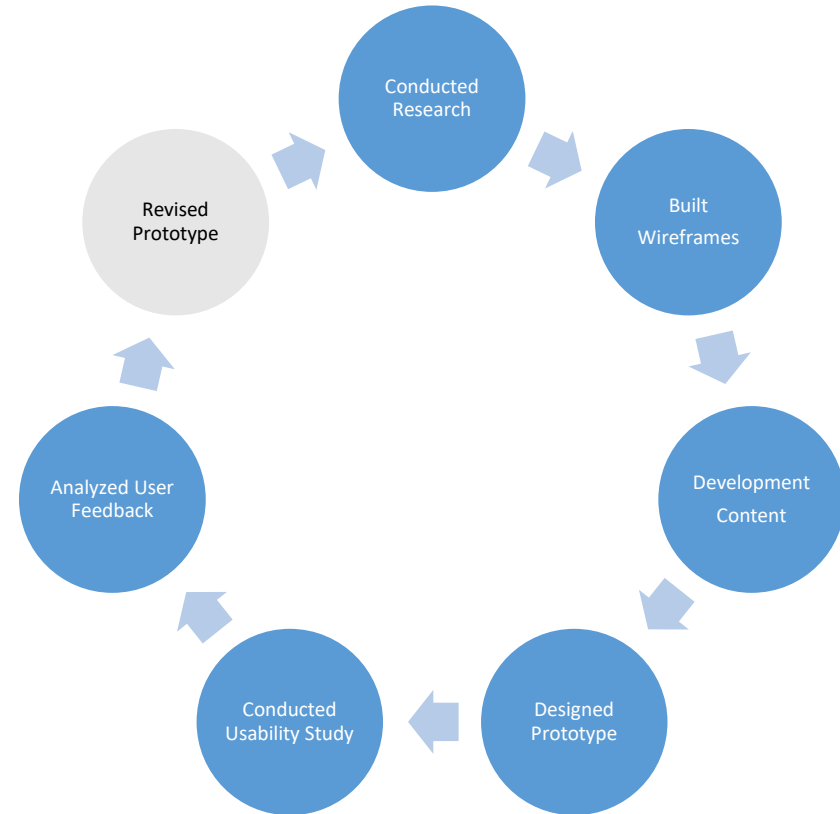 Conducted
Research
Built
Wireframes
Development
Content
Designed
Prototype
Conducted
Usability Study
Analyzed User
Feedback
Revised
Prototype